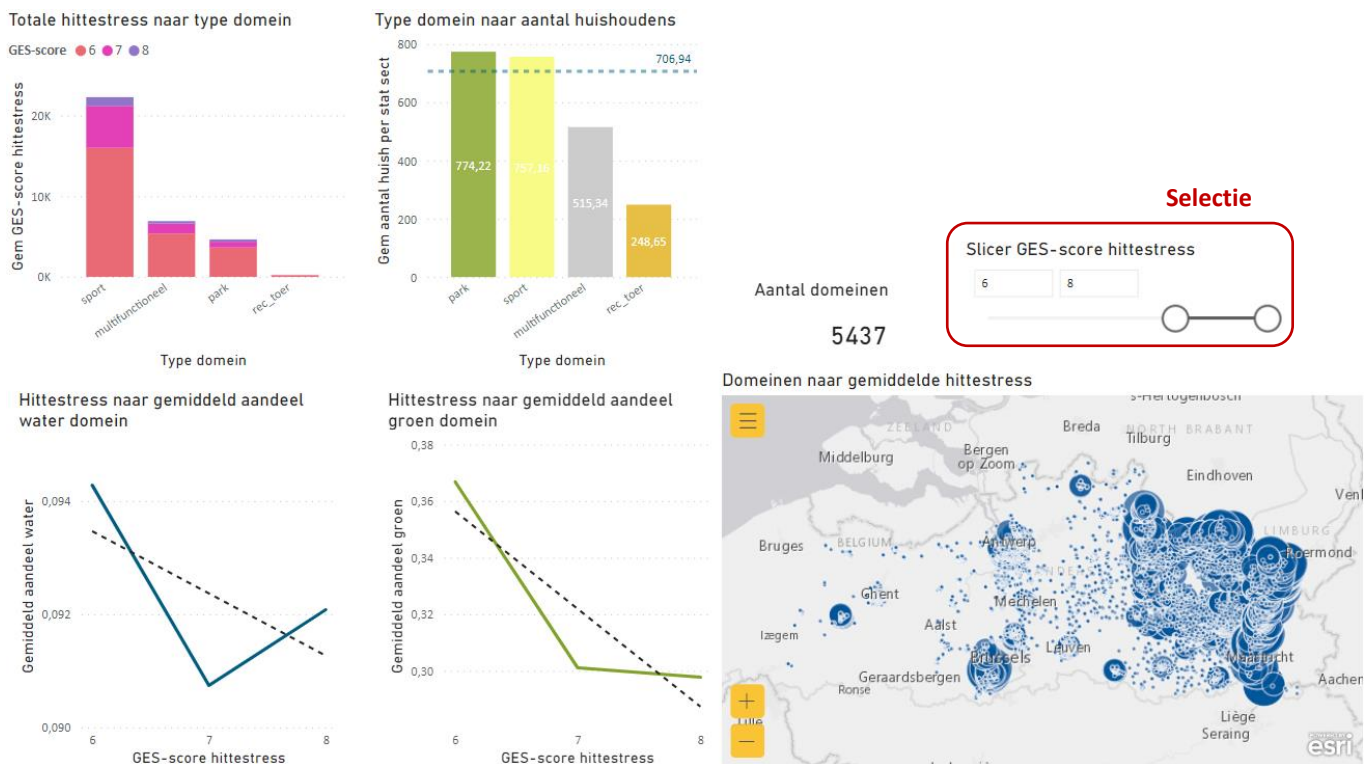 Totale hittestress naar type domein
GES-score 6 7 8
Gem GES-score hittestress
20K
10K
0K
sport
multifunctioneel
park
rec_toer
Type domein
Type domein naar aantal huishoudens
Gem aantal huish per stat sect
800
600
400
200
0
706,94
774,22
757,16
515,34
248,65
park
sport
multifunctioneel
rec_toer
Type domein
Selectie
Slicer GES-score hittestress
6 8
Aantal domeinen
5437
Hittestress naar gemiddeld aandeel
water domein
Gemiddeld aandeel water
0,094
0,092
0,090
6 7 8
GES-score hittestress
Hittestress naar gemiddeld aandeel
groen domein
Gemiddeld aandeel groen
0,38
0,36
0,34
0,32
0,30
6 7 8
GES-score hittestress
Domeinen naar gemiddelde hittestress
s-Hertogenbosch
ZEELAND
Breda
NORTH BRABANT
Tilburg
Middelburg
Bergen
op Zoom
Eindhoven
Bruges
BELGIUM
Antwerp
LIMBURG
Roermond
Ghent
Mechelen
Izegem
Aalst
Brussels
Leuven
Maastricht
Geraardsbergen
Ronse
Aachen
Liège
Seraing
Lille
+
−
esri